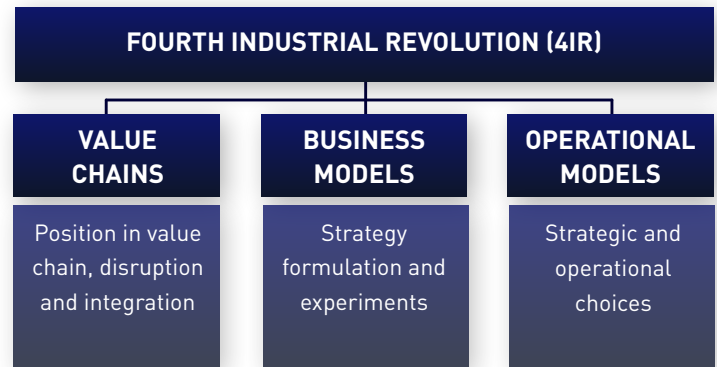 FOURTH INDUSTRIAL REVOLUTION (4IR)
VALUE
CHAINS
Position in value
chain, disruption
and integration
BUSINESS
MODELS
Strategy
formulation and
experiments
OPERATIONAL
MODELS
Strategic and
operational
choices